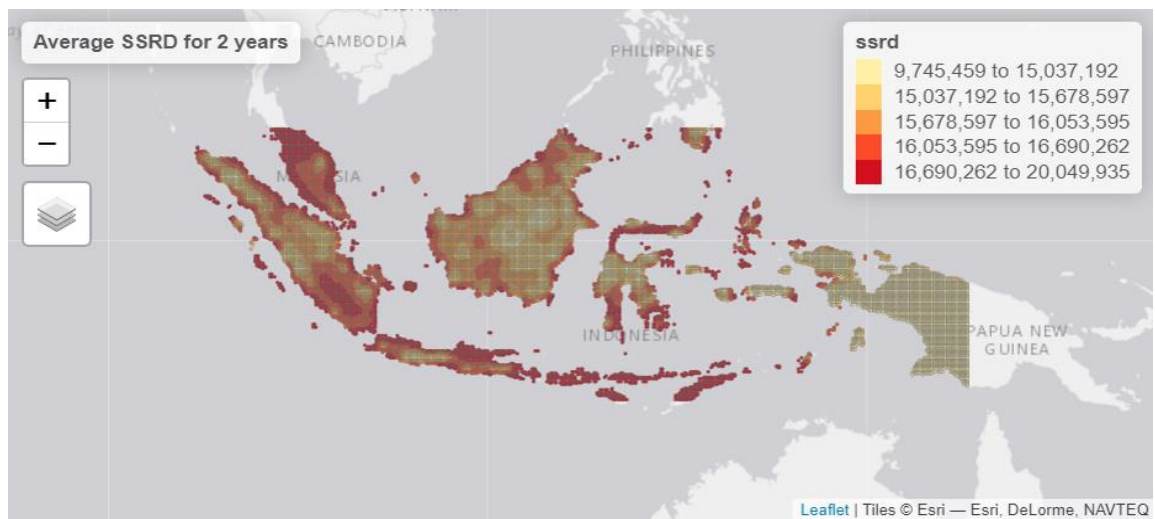 Average SSRD for 2 years
CAMBODIA
PHILIPPINES
ssrd
9,745,459 to 15,037,192
15,037,192 to 15,678,597
15,678,597 to 16,053,595
16,053,595 to 16,690,262
16,690,262 to 20,049,935
+
−
INDONESIA
PAPUA NEW
GUINEA
Leaflet | Tiles © Esri — Esri, DeLorme, NAVTEQ